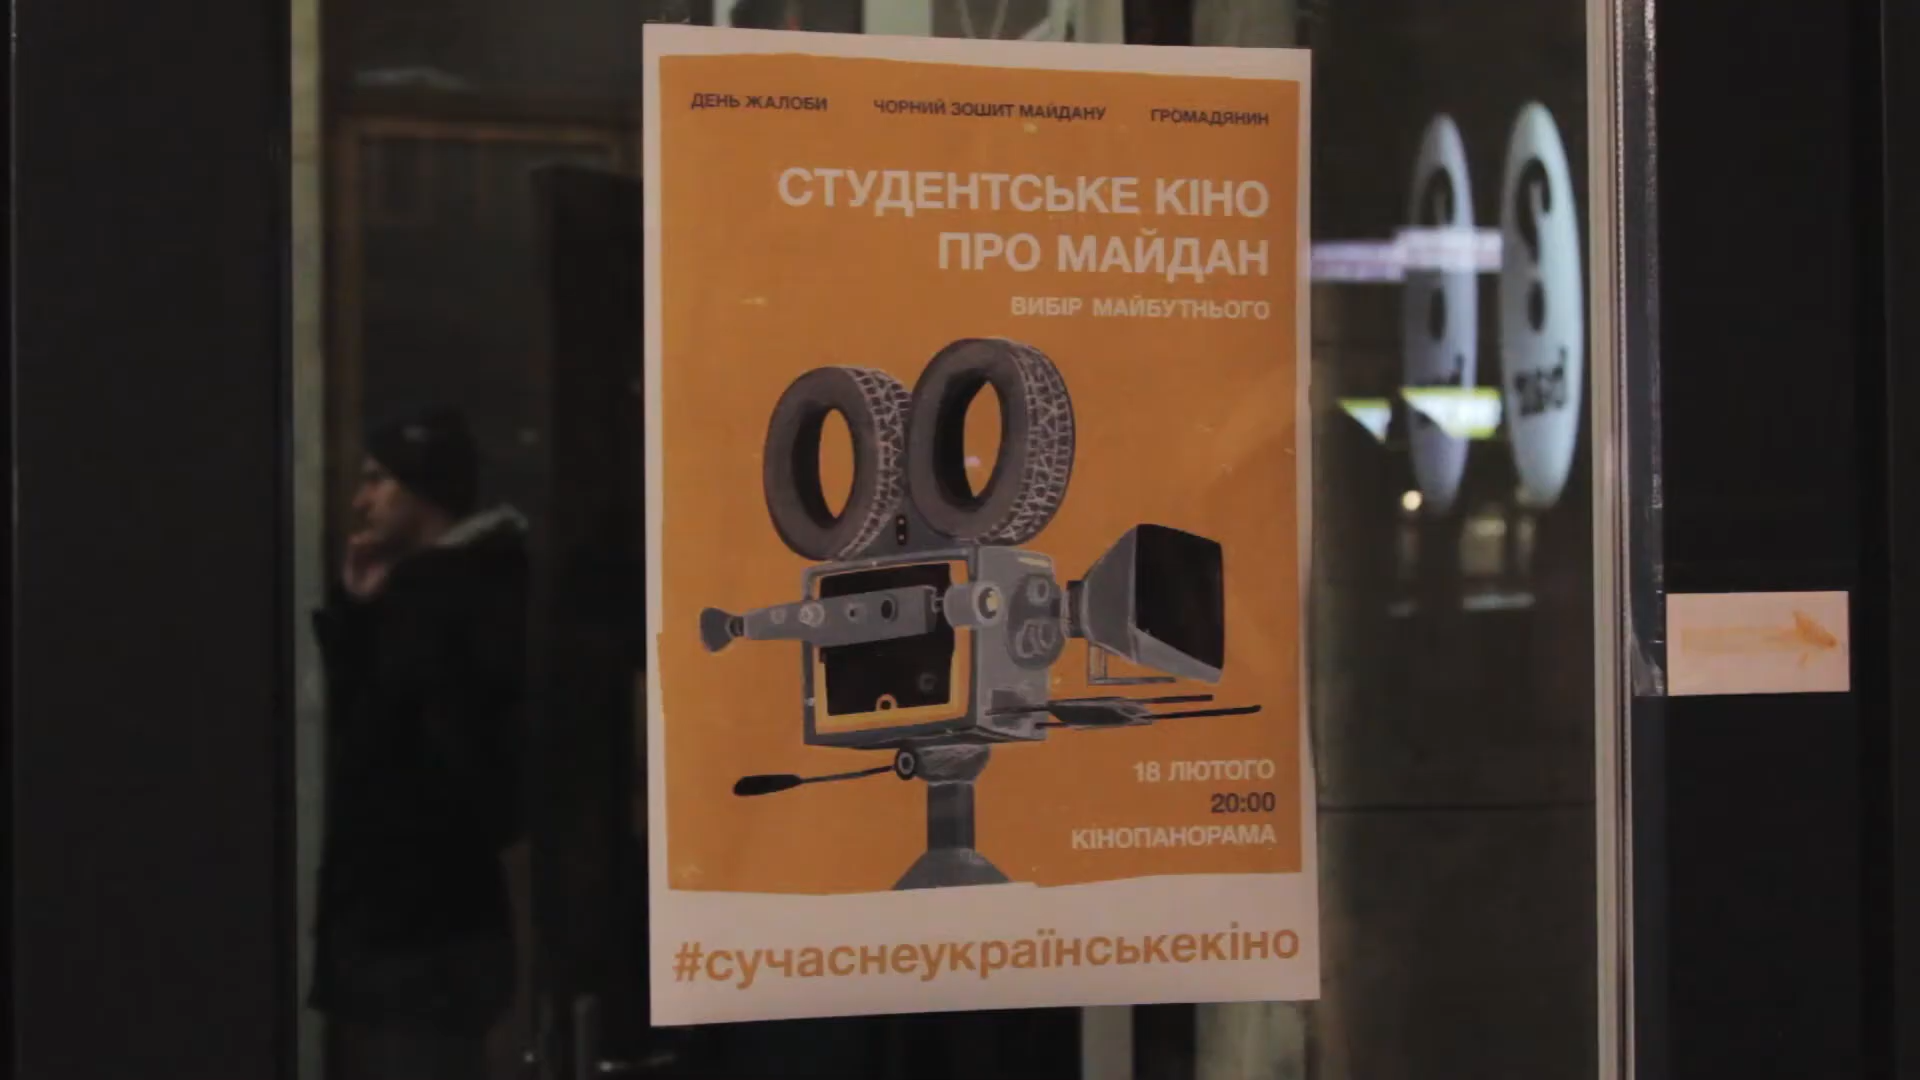 ДЕНЬ ЖАЛОБИ ЧОРНИЙ ЗОШИТ МАЙДАНУ ГРОМАДЯНИН
СТУДЕНТСЬКЕ КІНО
ПРО МАЙДАН
ВИБІР МАЙБУТНЬОГО
18 ЛЮТОГО
20:00
КІНОПАНОРАМА
#сучаснеукраїнськекіно